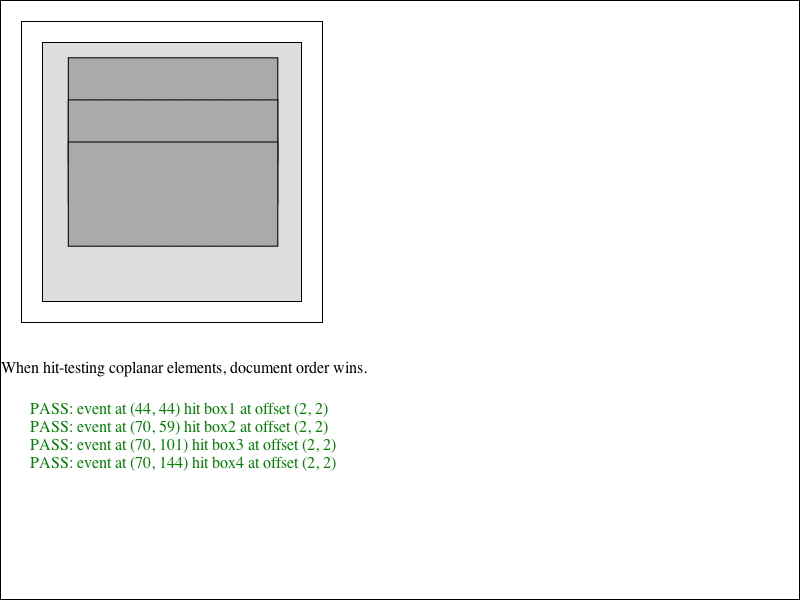 When hit-testing coplanar elements, document order wins.
PASS: event at (44, 44) hit box1 at offset (2, 2)
PASS: event at (70, 59) hit box2 at offset (2, 2)
PASS: event at (70, 101) hit box3 at offset (2, 2)
PASS: event at (70, 144) hit box4 at offset (2, 2)